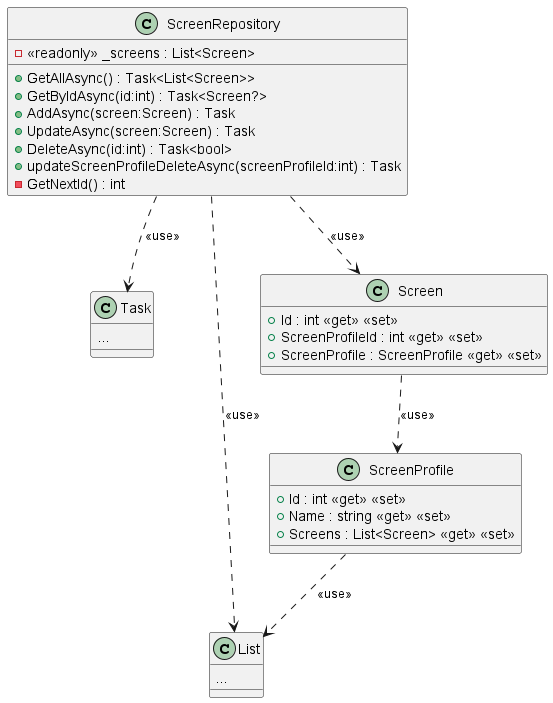 C ScreenRepository
«readonly» _screens : List<Screen>
GetAllAsync() : Task<List<Screen>>
GetByIdAsync(id:int) : Task<Screen?>
AddAsync(screen:Screen) : Task
UpdateAsync(screen:Screen) : Task
DeleteAsync(id:int) : Task<bool>
updateScreenProfileDeleteAsync(screenProfileId:int) : Task
GetNextId() : int
«use»
«use»
C Task
...
C Screen
Id : int «get» «set»
ScreenProfileId : int «get» «set»
ScreenProfile : ScreenProfile «get» «set»
«use»
«use»
C ScreenProfile
Id : int «get» «set»
Name : string «get» «set»
Screens : List<Screen> «get» «set»
«use»
C List
...